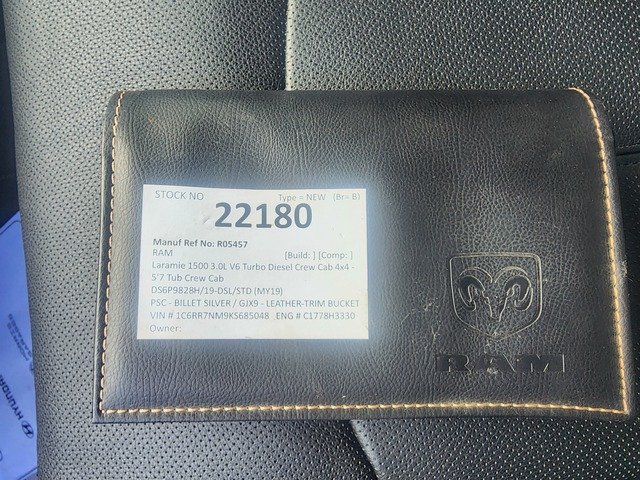 STOCK NO Type = NEW (Br= B)
22180
Manuf Ref No: R05457
RAM [Build: ] [Comp: ]
Laramie 1500 3.0L V6 Turbo Diesel Crew Cab 4x4 -
5'7 Tub Crew Cab
DS6P9828H/19-DSL/STD (MY19)
PSC - BILLET SILVER / GJX9 - LEATHER-TRIM BUCKET
VIN # 1C6RR7NM9KS685048 ENG # C1778H3330
Owner:
RAM
HYUNDAI